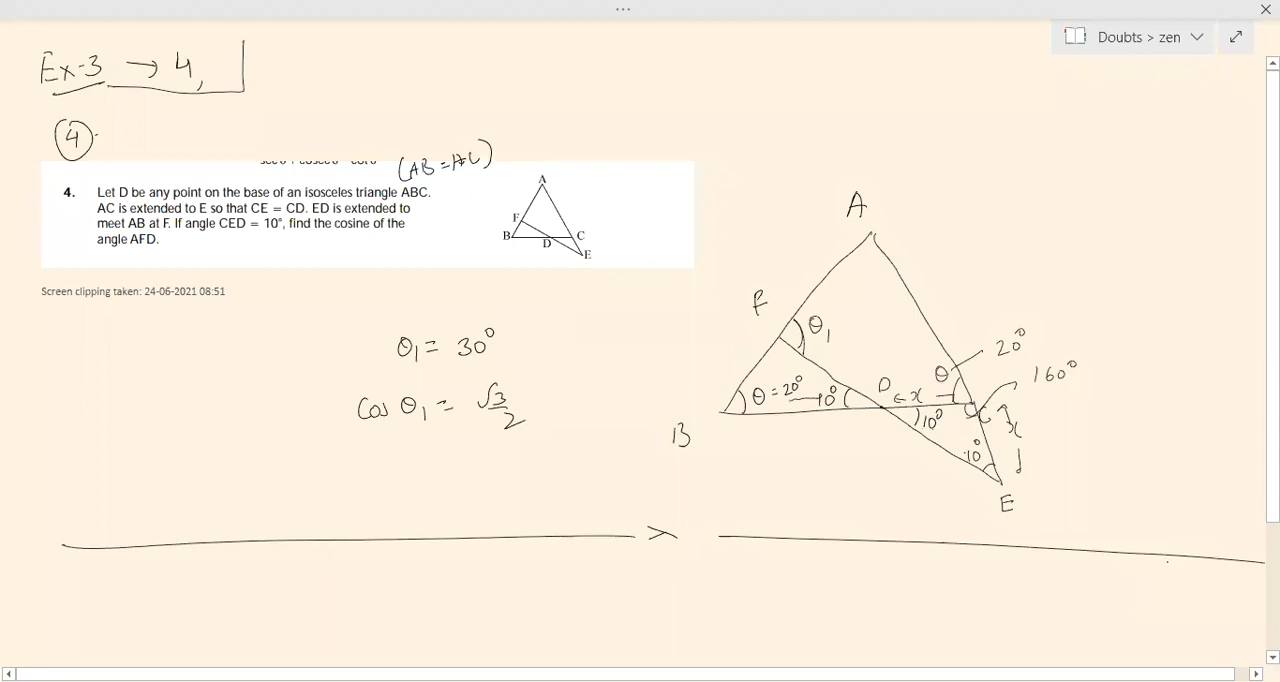 Doubts > zen
Ex-3 → 4,
4.
(AB = AC)
4. Let D be any point on the base of an isosceles triangle ABC.
AC is extended to E so that CE = CD. ED is extended to
meet AB at F. If angle CED = 10°, find the cosine of the
angle AFD.
A
F
B
D
C
E
Screen clipping taken: 24-06-2021 08:51
θ₁ = 30°
Cos θ₁ = √3/2
A
F
θ₁
20°
θ
160°
θ = 20°
10°
D
x
C
x
10°
10°
B
E